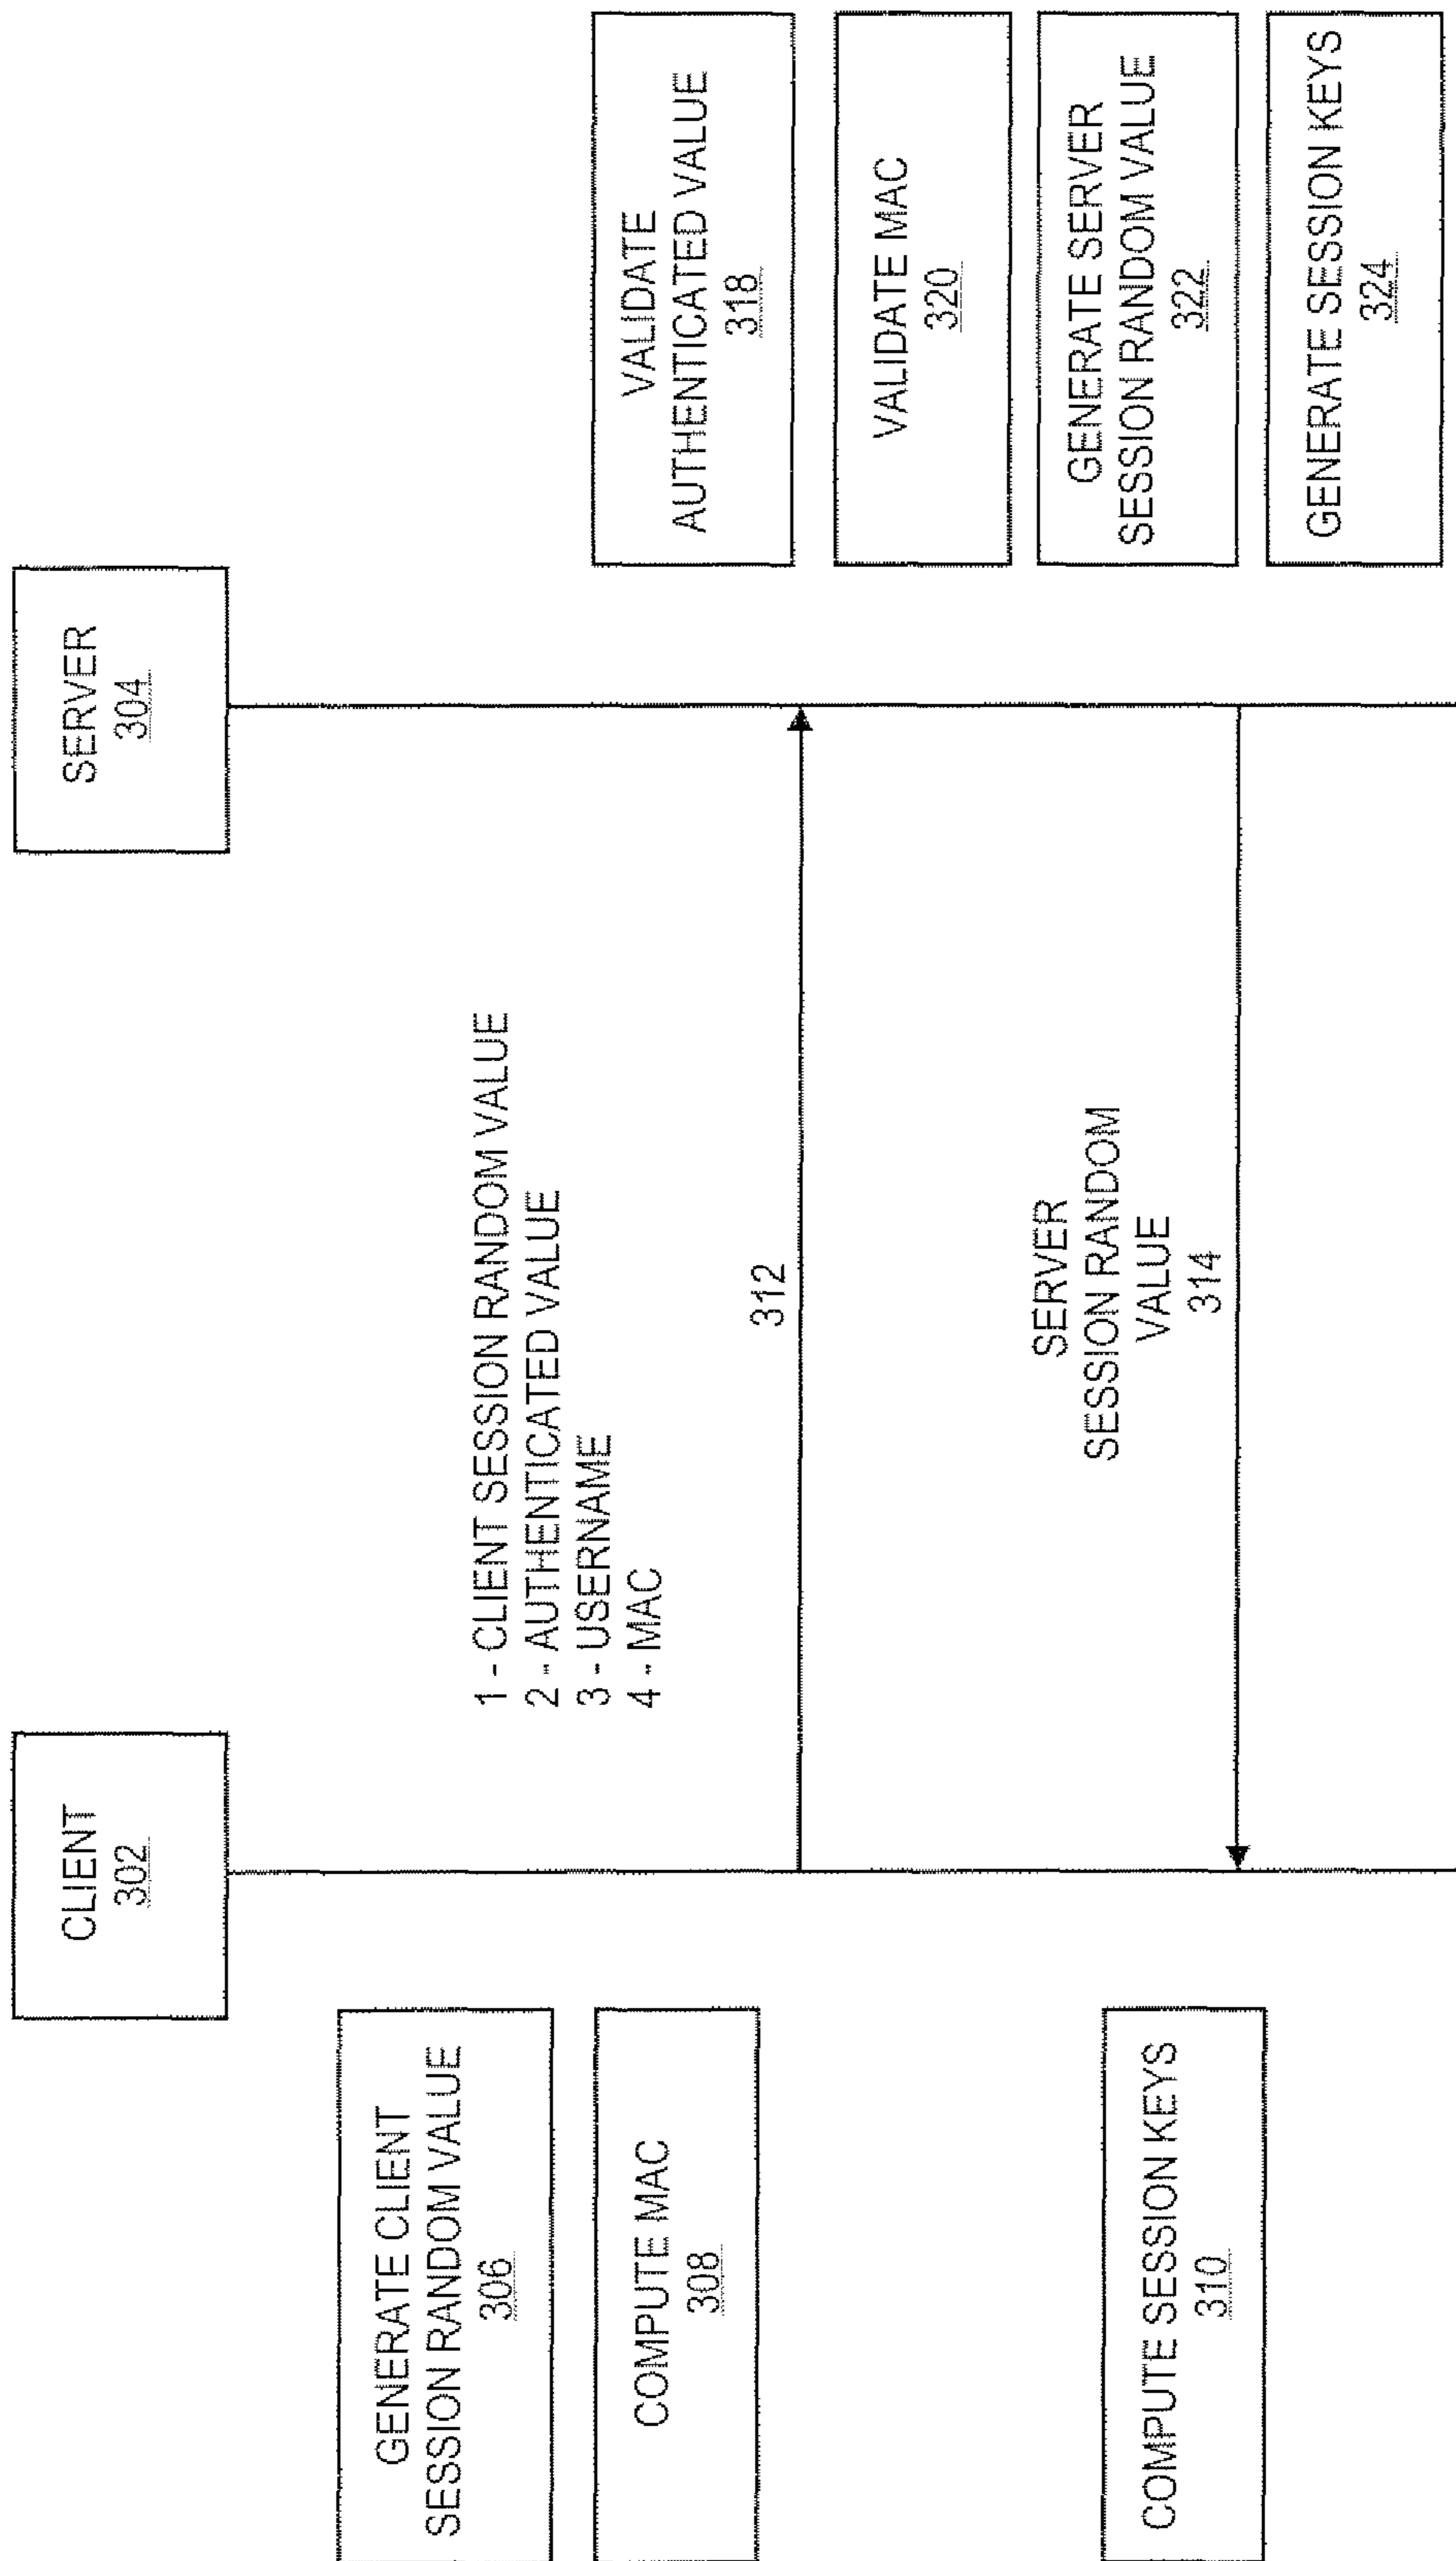 CLIENT
302
SERVER
304
GENERATE CLIENT
SESSION RANDOM VALUE
306
COMPUTE MAC
308
1 - CLIENT SESSION RANDOM VALUE
2 - AUTHENTICATED VALUE
3 - USERNAME
4 - MAC
312
VALIDATE
AUTHENTICATED VALUE
318
VALIDATE MAC
320
GENERATE SERVER
SESSION RANDOM VALUE
322
SERVER
SESSION RANDOM
VALUE
314
COMPUTE SESSION KEYS
310
GENERATE SESSION KEYS
324